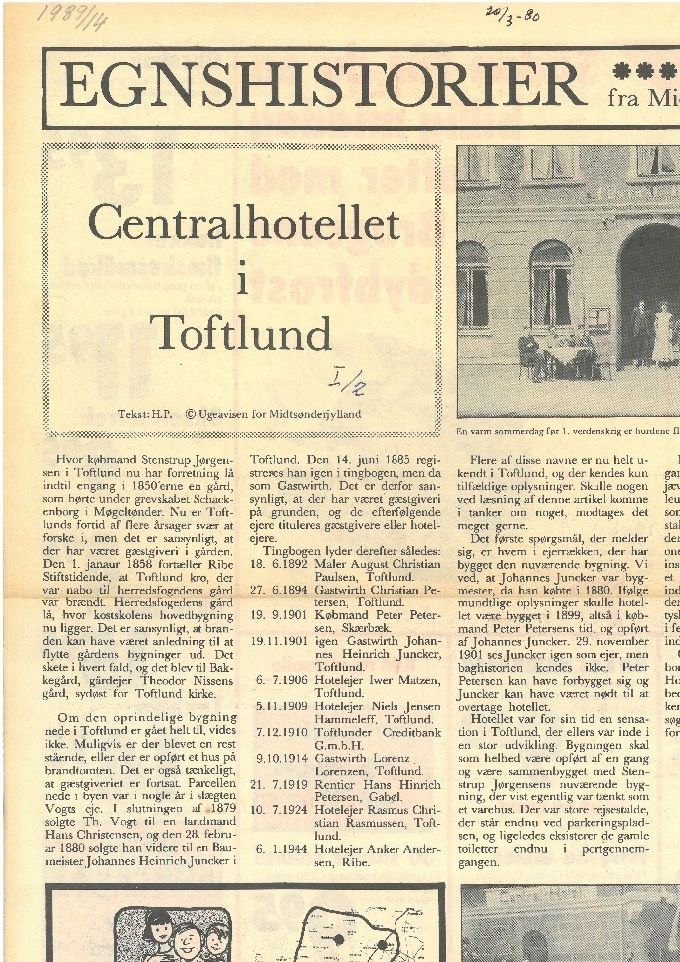 1989/14
20/3-80
EGNSHISTORIER ****
fra Mi
Centralhotellet
i
Toftlund
I/2
Tekst: H.P. © Ugeavisen for Midtsønderjylland
En varm sommerdag før 1. verdenskrig er bordene fl
Hvor købmand Stenstrup Jørgen-
sen i Toftlund nu har forretning lå
indtil engang i 1850'erne en gård,
som hørte under grevskabet Schack-
enborg i Møgeltønder. Nu er Toft-
lunds fortid af flere årsager svær at
forske i, men det er sansynligt, at
der har været gæstgiveri i gården.
Den 1. janaur 1858 fortæller Ribe
Stiftstidende, at Toftlund kro, der
var nabo til herredsfogedens gård
var brændt. Herredsfogedens gård
lå, hvor kostskolens hovedbygning
nu ligger. Det er sansynligt, at bran-
den kan have været anledning til at
flytte gårdens bygninger ud. Det
skete i hvert fald, og det blev til Bak-
kegård, gårdejer Theodor Nissens
gård, sydøst for Toftlund kirke.
Om den oprindelige bygning
nede i Toftlund er gået helt til, vides
ikke. Muligvis er der blevet en rest
stående, eller der er opført et hus på
brandtomten. Det er også tænkeligt,
at gæstgiveriet er fortsat. Parcellen
nede i byen var i nogle år i slægten
Vogts eje. I slutningen af 1879
solgte Th. Vogt til en landmand
Hans Christensen, og den 28. febru-
ar 1880 solgte han videre til en Bau-
meister Johannes Heinrich Juncker i
Toftlund. Den 14. juni 1885 regi-
streres han igen i tingbogen, men da
som Gastwirth. Det er derfor san-
synligt, at der har været gæstgiveri
på grunden, og de efterfølgende
ejere tituleres gæstgivere eller hotel-
ejere.
Tingbogen lyder derefter således:
18. 6.1892 Maler August Christian
Paulsen, Toftlund.
27. 6.1894 Gastwirth Christian Pe-
tersen, Toftlund.
19. 9.1901 Købmand Peter Peter-
sen, Skærbæk.
19.11.1901 igen Gastwirth Johan-
nes Heinrich Juncker,
Toftlund.
6. 7.1906 Hotelejer Iwer Matzen,
Toftlund.
5.11.1909 Hotelejer Niels Jensen
Hammeleff, Toftlund.
7.12.1910 Toftlunder Creditbank
G.m.b.H.
9.10.1914 Gastwirth Lorenz
Lorenzen, Toftlund.
21. 7.1919 Rentier Hans Hinrich
Petersen, Gabøl.
10. 7.1924 Hotelejer Rasmus Chri-
stian Rasmussen, Toft-
lund.
6. 1.1944 Hotelejer Anker Ander-
sen, Ribe.
Flere af disse navne er nu helt u-
kendt i Toftlund, og der kendes kun
tilfældige oplysninger. Skulle nogen
ved læsning af denne artikel komme
i tanker om noget, modtages det
meget gerne.
Det første spørgsmål, der melder
sig, er hvem i ejerrækken, der har
bygget den nuværende bygning. Vi
ved, at Johannes Juncker var byg-
mester, da han købte i 1880. Ifølge
mundtlige oplysninger skulle hotel-
let være bygget i 1899, altså i køb-
mand Peter Petersens tid, og opført
af Johannes Juncker. 29. november
1901 ses Juncker igen som ejer, men
baghistorien kendes ikke. Peter
Petersen kan have forbygget sig og
Juncker kan have været nødt til at
overtage hotellet.
Hotellet var for sin tid en sensa-
tion i Toftlund, der ellers var inde i
en stor udvikling. Bygningen skal
som helhed være opført af en gang
og være sammenbygget med Sten-
strup Jørgensens nuværende byg-
ning, der vist egentlig var tænkt som
et varehus. Der var store rejsestalde,
der står endnu ved parkeringsplad-
sen, og ligeledes eksisterer de gamle
toiletter endnu i portgennem-
gangen.